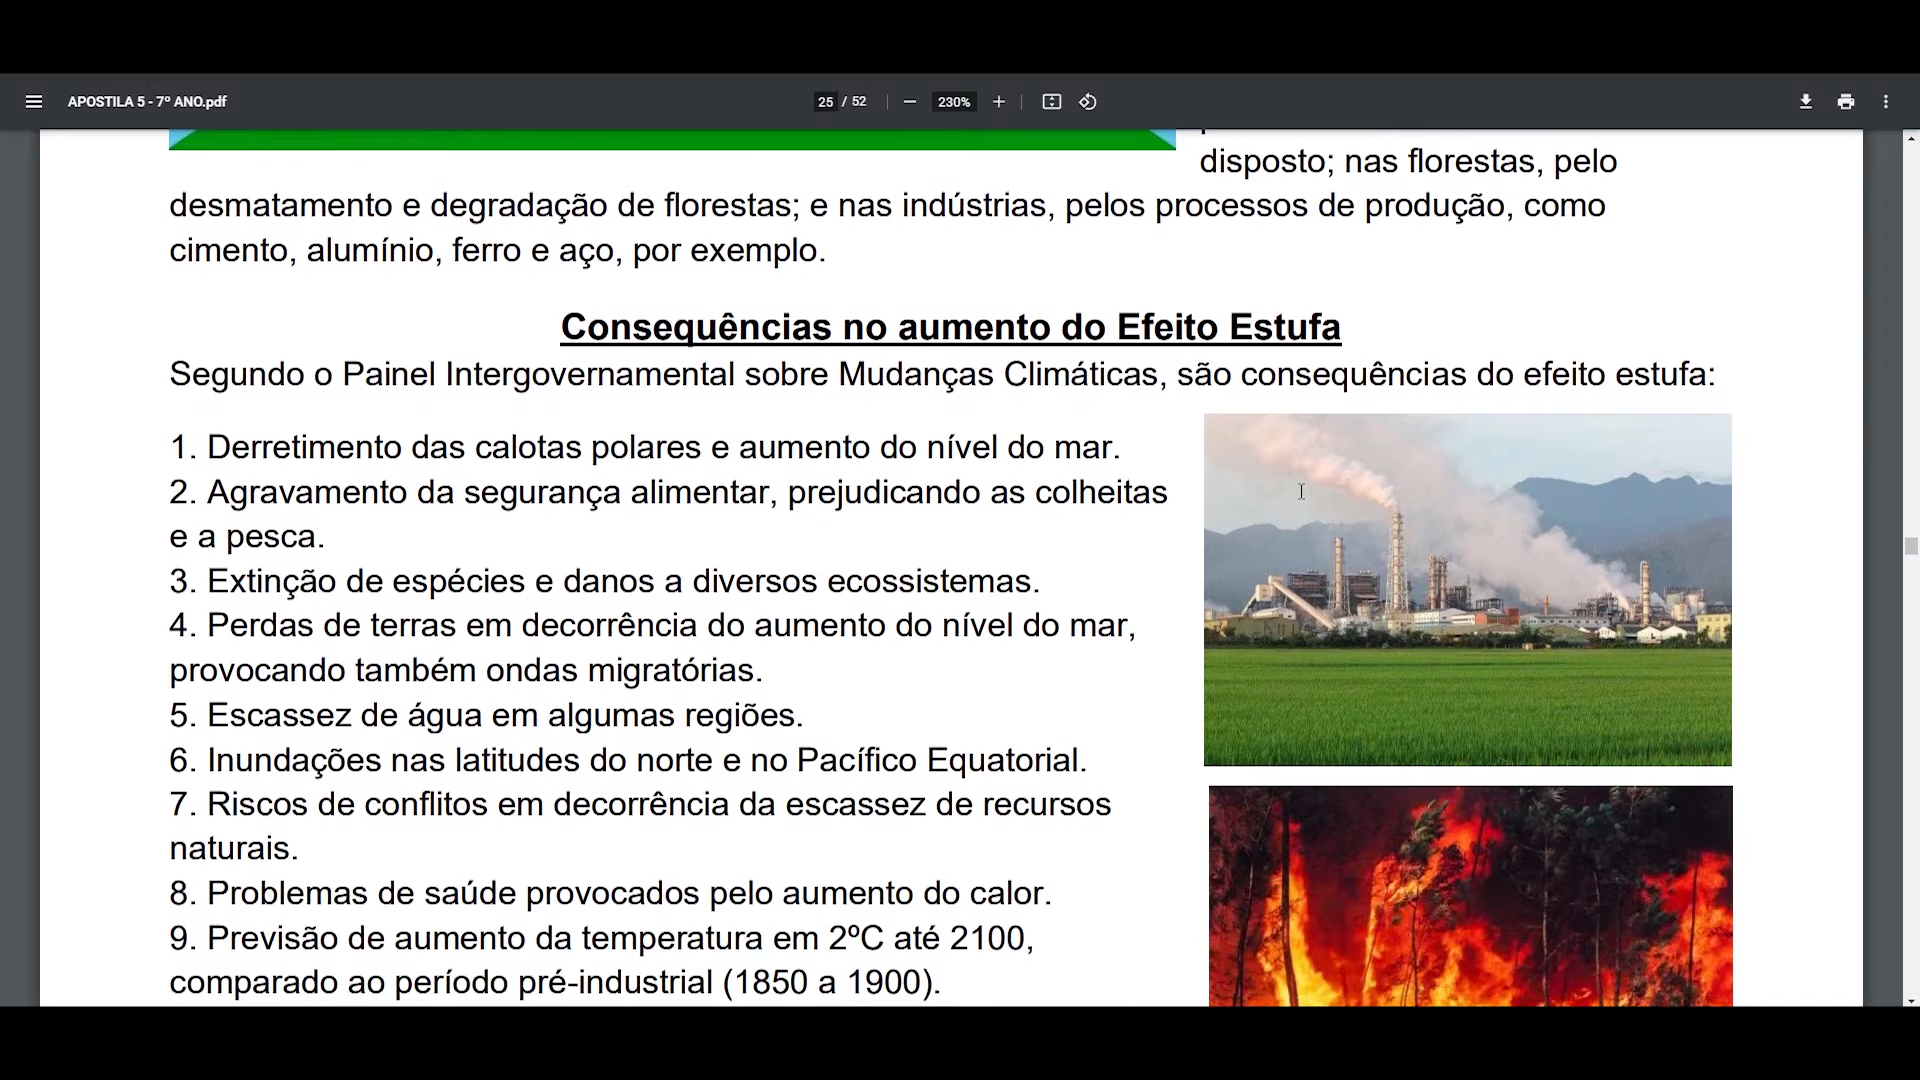 APOSTILA 5 - 7º ANO.pdf
25 / 52
230%
disposto; nas florestas, pelo
desmatamento e degradação de florestas; e nas indústrias, pelos processos de produção, como
cimento, alumínio, ferro e aço, por exemplo.
Consequências no aumento do Efeito Estufa
Segundo o Painel Intergovernamental sobre Mudanças Climáticas, são consequências do efeito estufa:
1. Derretimento das calotas polares e aumento do nível do mar.
2. Agravamento da segurança alimentar, prejudicando as colheitas
e a pesca.
3. Extinção de espécies e danos a diversos ecossistemas.
4. Perdas de terras em decorrência do aumento do nível do mar,
provocando também ondas migratórias.
5. Escassez de água em algumas regiões.
6. Inundações nas latitudes do norte e no Pacífico Equatorial.
7. Riscos de conflitos em decorrência da escassez de recursos
naturais.
8. Problemas de saúde provocados pelo aumento do calor.
9. Previsão de aumento da temperatura em 2ºC até 2100,
comparado ao período pré-industrial (1850 a 1900).